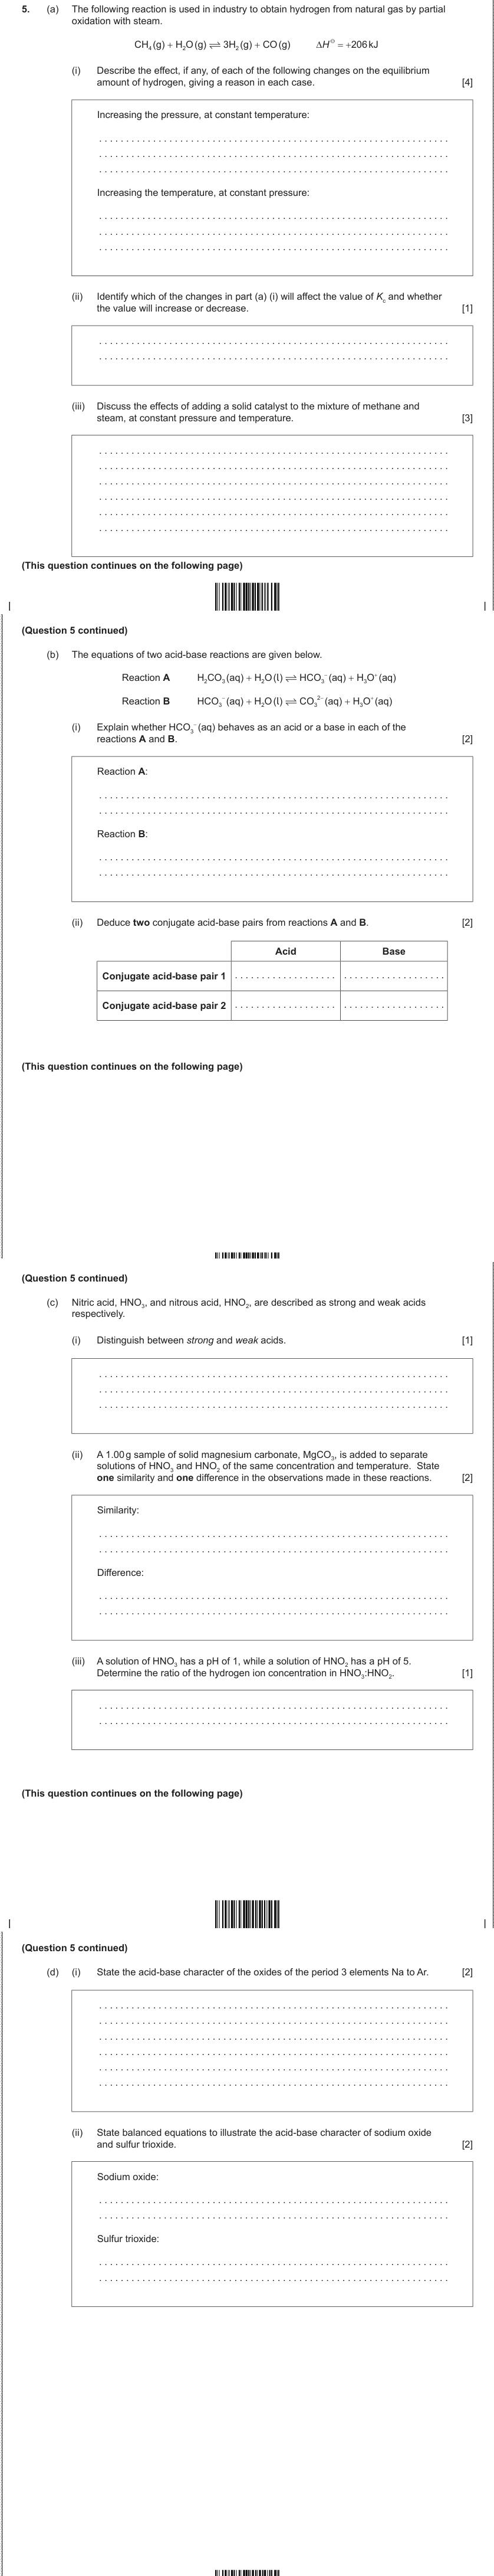 5. (a) The following reaction is used in industry to obtain hydrogen from natural gas by partial
oxidation with steam.
CH₄(g) + H₂O(g) ⇌ 3H₂(g) + CO(g) ΔH⦵ = +206 kJ
(i) Describe the effect, if any, of each of the following changes on the equilibrium
amount of hydrogen, giving a reason in each case. [4]
Increasing the pressure, at constant temperature:
Increasing the temperature, at constant pressure:
(ii) Identify which of the changes in part (a) (i) will affect the value of Kc and whether
the value will increase or decrease. [1]
(iii) Discuss the effects of adding a solid catalyst to the mixture of methane and
steam, at constant pressure and temperature. [3]
(This question continues on the following page)
(Question 5 continued)
(b) The equations of two acid-base reactions are given below.
Reaction A H₂CO₃(aq) + H₂O(l) ⇌ HCO₃⁻(aq) + H₃O⁺(aq)
Reaction B HCO₃⁻(aq) + H₂O(l) ⇌ CO₃²⁻(aq) + H₃O⁺(aq)
(i) Explain whether HCO₃⁻(aq) behaves as an acid or a base in each of the
reactions A and B. [2]
Reaction A:
Reaction B:
(ii) Deduce two conjugate acid-base pairs from reactions A and B. [2]
Acid Base
Conjugate acid-base pair 1
Conjugate acid-base pair 2
(This question continues on the following page)
(Question 5 continued)
(c) Nitric acid, HNO₃, and nitrous acid, HNO₂, are described as strong and weak acids
respectively.
(i) Distinguish between strong and weak acids. [1]
(ii) A 1.00 g sample of solid magnesium carbonate, MgCO₃, is added to separate
solutions of HNO₃ and HNO₂ of the same concentration and temperature. State
one similarity and one difference in the observations made in these reactions. [2]
Similarity:
Difference:
(iii) A solution of HNO₃ has a pH of 1, while a solution of HNO₂ has a pH of 5.
Determine the ratio of the hydrogen ion concentration in HNO₃:HNO₂. [1]
(This question continues on the following page)
(Question 5 continued)
(d) (i) State the acid-base character of the oxides of the period 3 elements Na to Ar. [2]
(ii) State balanced equations to illustrate the acid-base character of sodium oxide
and sulfur trioxide. [2]
Sodium oxide:
Sulfur trioxide: